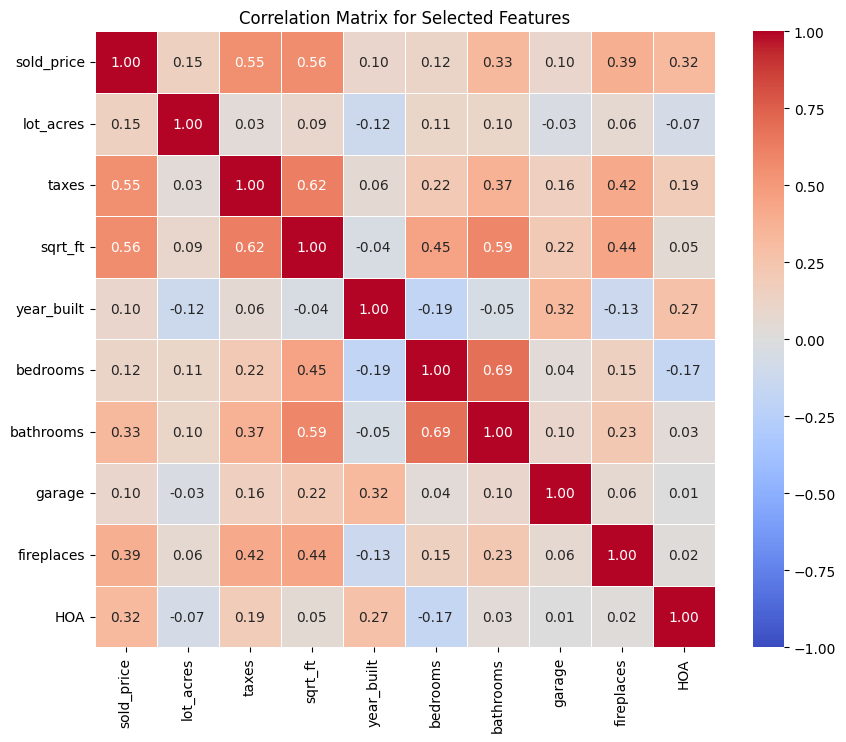 Correlation Matrix for Selected Features
sold_price 1.00 0.15 0.55 0.56 0.10 0.12 0.33 0.10 0.39 0.32
lot_acres 0.15 1.00 0.03 0.09 -0.12 0.11 0.10 -0.03 0.06 -0.07
taxes 0.55 0.03 1.00 0.62 0.06 0.22 0.37 0.16 0.42 0.19
sqrt_ft 0.56 0.09 0.62 1.00 -0.04 0.45 0.59 0.22 0.44 0.05
year_built 0.10 -0.12 0.06 -0.04 1.00 -0.19 -0.05 0.32 -0.13 0.27
bedrooms 0.12 0.11 0.22 0.45 -0.19 1.00 0.69 0.04 0.15 -0.17
bathrooms 0.33 0.10 0.37 0.59 -0.05 0.69 1.00 0.10 0.23 0.03
garage 0.10 -0.03 0.16 0.22 0.32 0.04 0.10 1.00 0.06 0.01
fireplaces 0.39 0.06 0.42 0.44 -0.13 0.15 0.23 0.06 1.00 0.02
HOA 0.32 -0.07 0.19 0.05 0.27 -0.17 0.03 0.01 0.02 1.00
sold_price lot_acres taxes sqrt_ft year_built bedrooms bathrooms garage fireplaces HOA
1.00
0.75
0.50
0.25
0.00
−0.25
−0.50
−0.75
−1.00